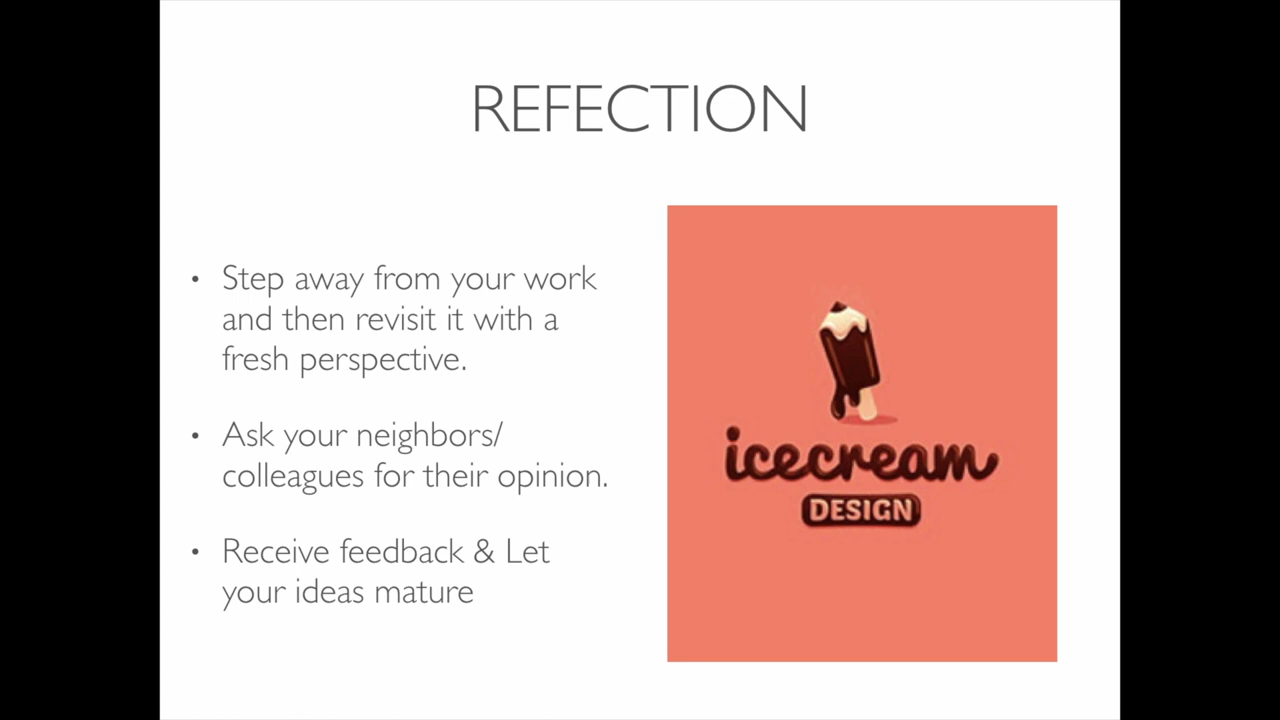 REFECTION
• Step away from your work
and then revisit it with a
fresh perspective.
• Ask your neighbors/
colleagues for their opinion.
• Receive feedback & Let
your ideas mature
icecream
DESIGN